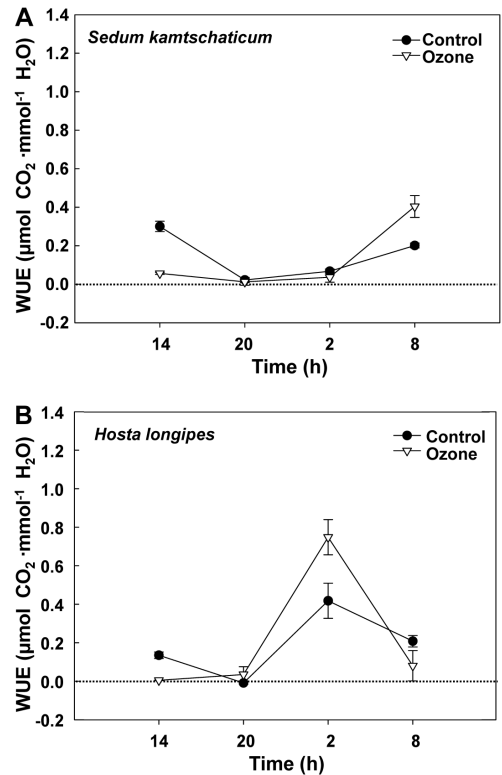 A
Sedum kamtschaticum
Control
Ozone
WUE (μmol CO₂ ·mmol⁻¹ H₂O)
1.4
1.2
1.0
0.8
0.6
0.4
0.2
0.0
-0.2
14 20 2 8
Time (h)
B
Hosta longipes
Control
Ozone
WUE (μmol CO₂ ·mmol⁻¹ H₂O)
1.4
1.2
1.0
0.8
0.6
0.4
0.2
0.0
-0.2
14 20 2 8
Time (h)